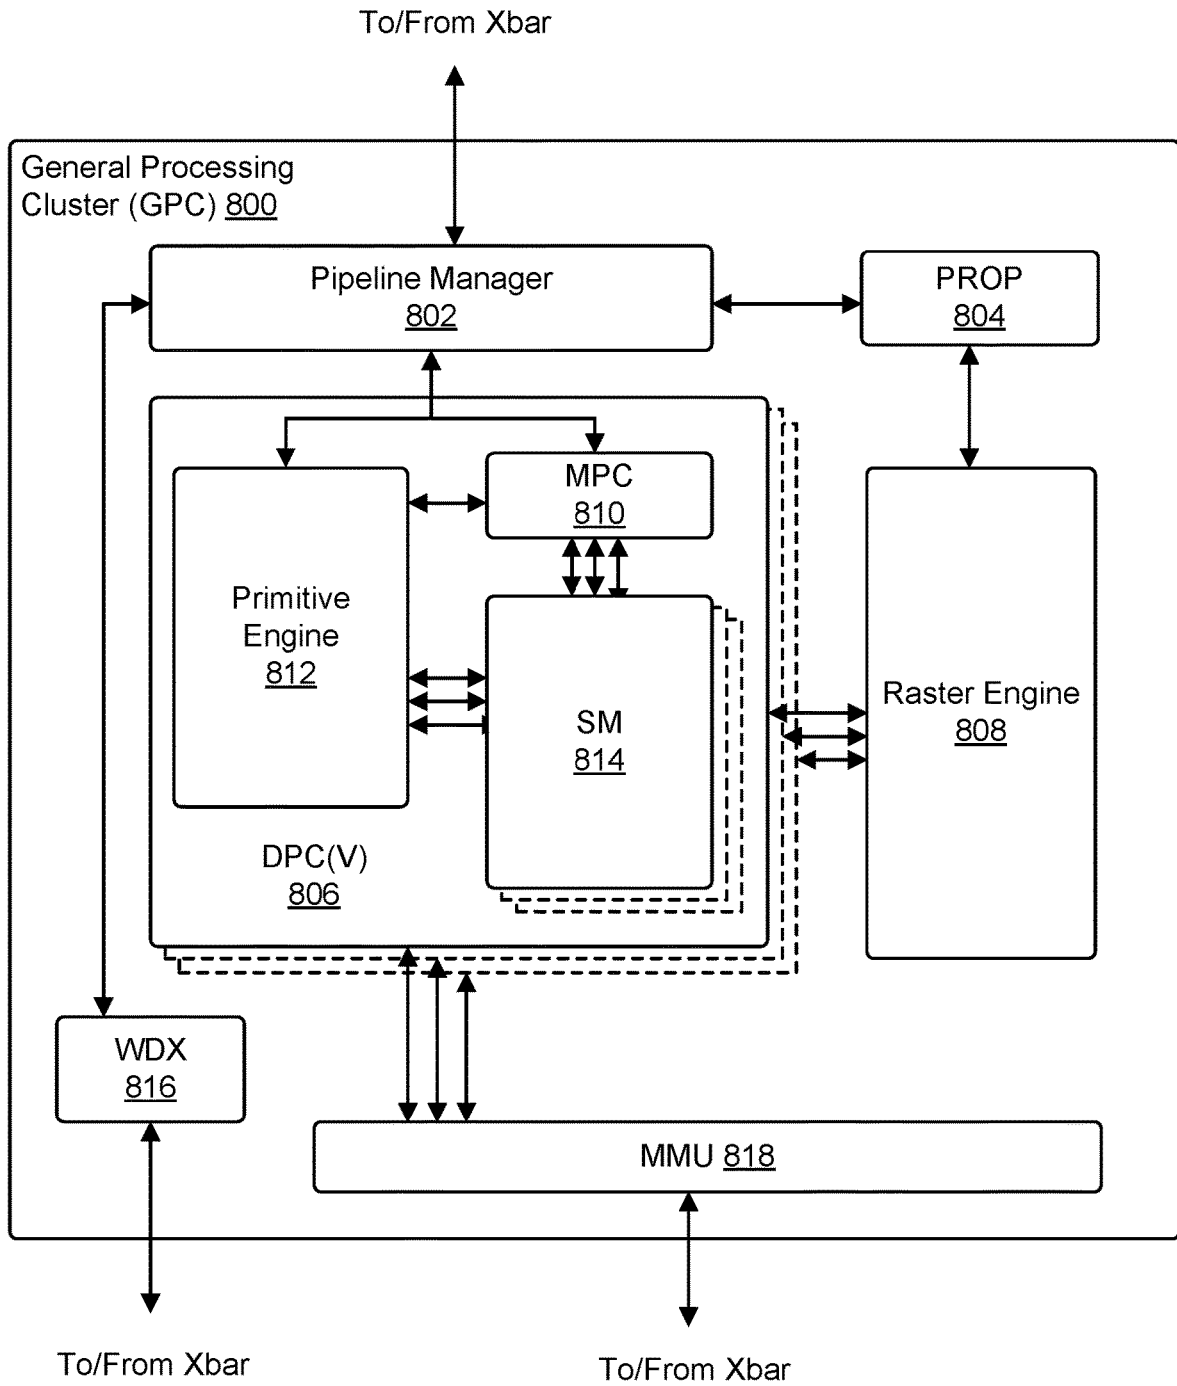 To/From Xbar
General Processing
Cluster (GPC) 800
Pipeline Manager
802
PROP
804
MPC
810
Primitive
Engine
812
SM
814
Raster Engine
808
DPC(V)
806
WDX
816
MMU 818
To/From Xbar
To/From Xbar